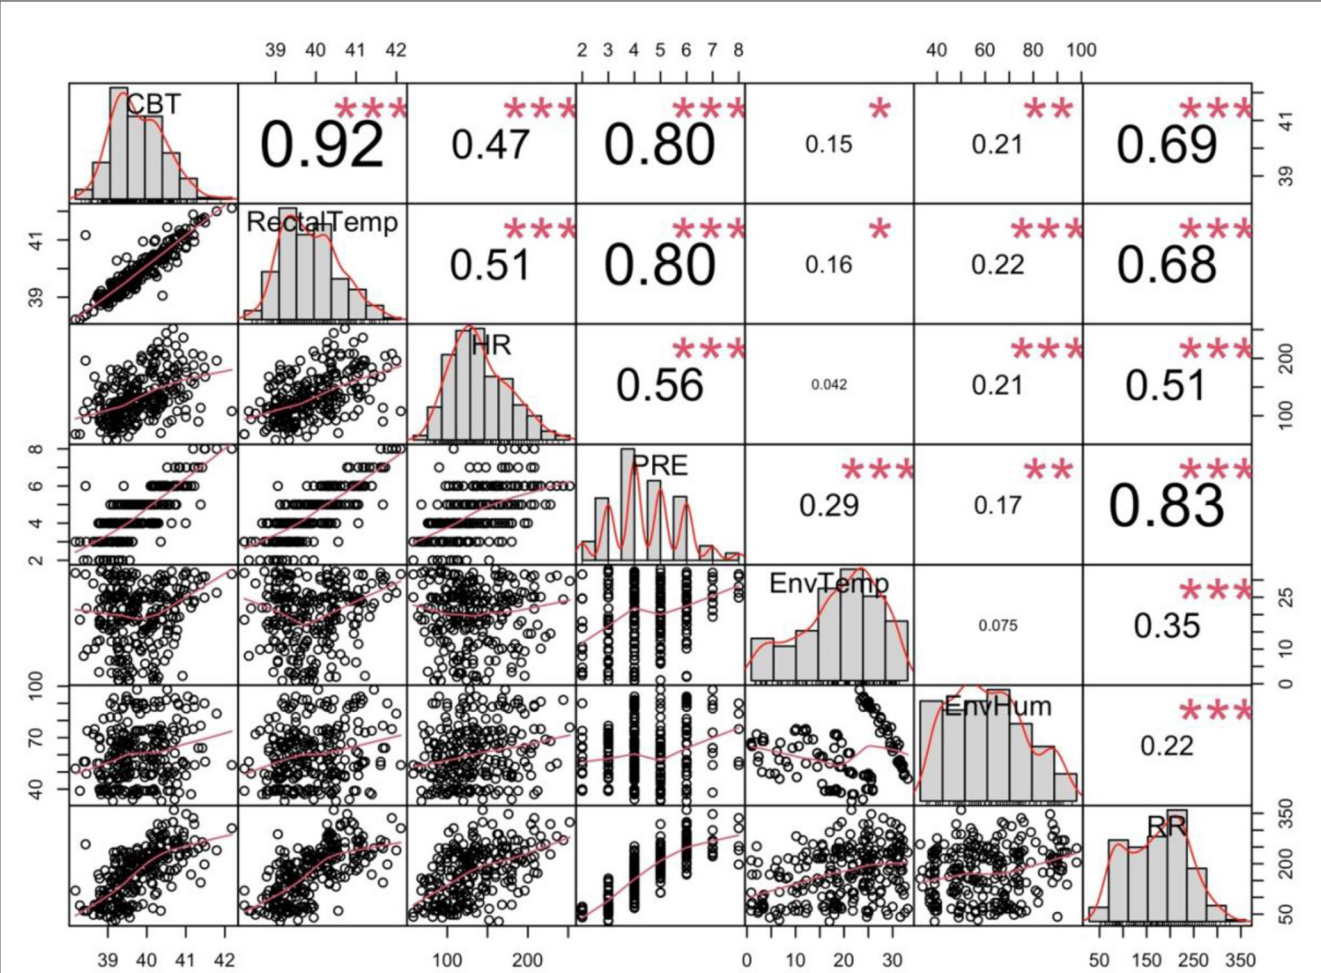 39 40 41 42 2 3 4 5 6 7 8 40 60 80 100
CBT *** *** *** * ** ***
0.92 0.47 0.80 0.15 0.21 0.69 41
39
RectalTemp *** *** * *** ***
41 0.51 0.80 0.16 0.22 0.68
39
HR *** *** ***
0.56 0.042 0.21 0.51 200
100
8 PRE *** ** ***
6 0.29 0.17 0.83
4
2
EnvTemp ***
0.075 0.35 25
10
0
100 EnvHum ***
70 0.22
40
RR 350
200
50
39 40 41 42 100 200 0 10 20 30 50 150 250 350